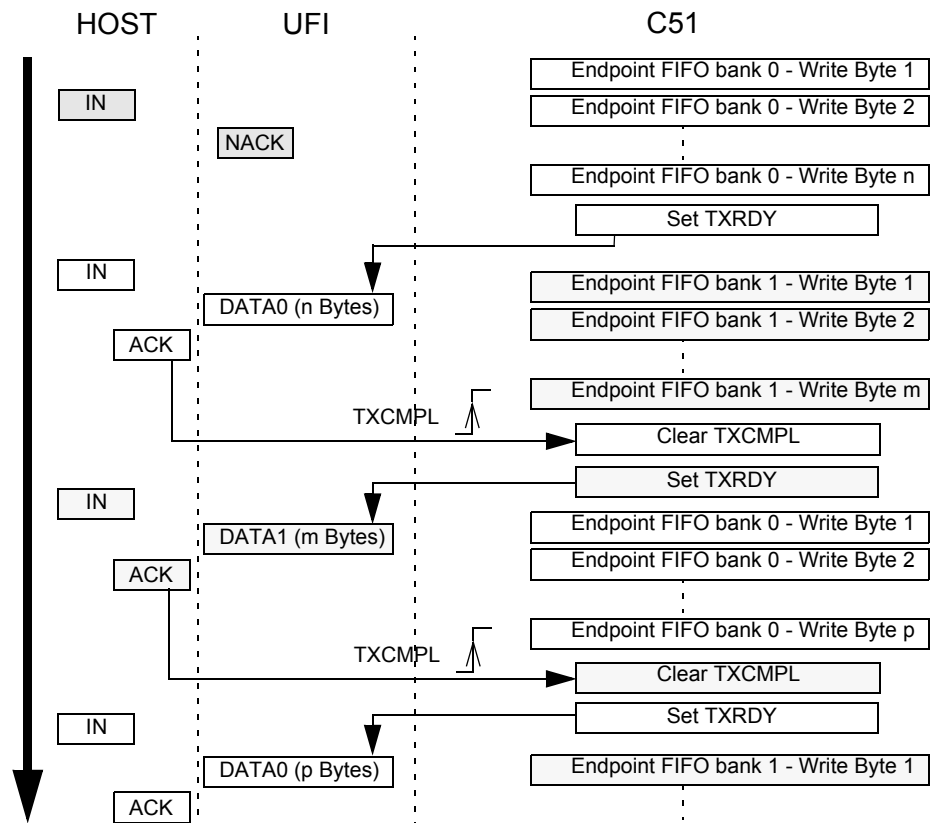 HOST UFI C51
Endpoint FIFO bank 0 - Write Byte 1
IN
Endpoint FIFO bank 0 - Write Byte 2
NACK
Endpoint FIFO bank 0 - Write Byte n
Set TXRDY
IN
Endpoint FIFO bank 1 - Write Byte 1
DATA0 (n Bytes)
Endpoint FIFO bank 1 - Write Byte 2
ACK
Endpoint FIFO bank 1 - Write Byte m
TXCMPL
Clear TXCMPL
Set TXRDY
IN
Endpoint FIFO bank 0 - Write Byte 1
DATA1 (m Bytes)
Endpoint FIFO bank 0 - Write Byte 2
ACK
Endpoint FIFO bank 0 - Write Byte p
TXCMPL
Clear TXCMPL
Set TXRDY
IN
Endpoint FIFO bank 1 - Write Byte 1
DATA0 (p Bytes)
ACK